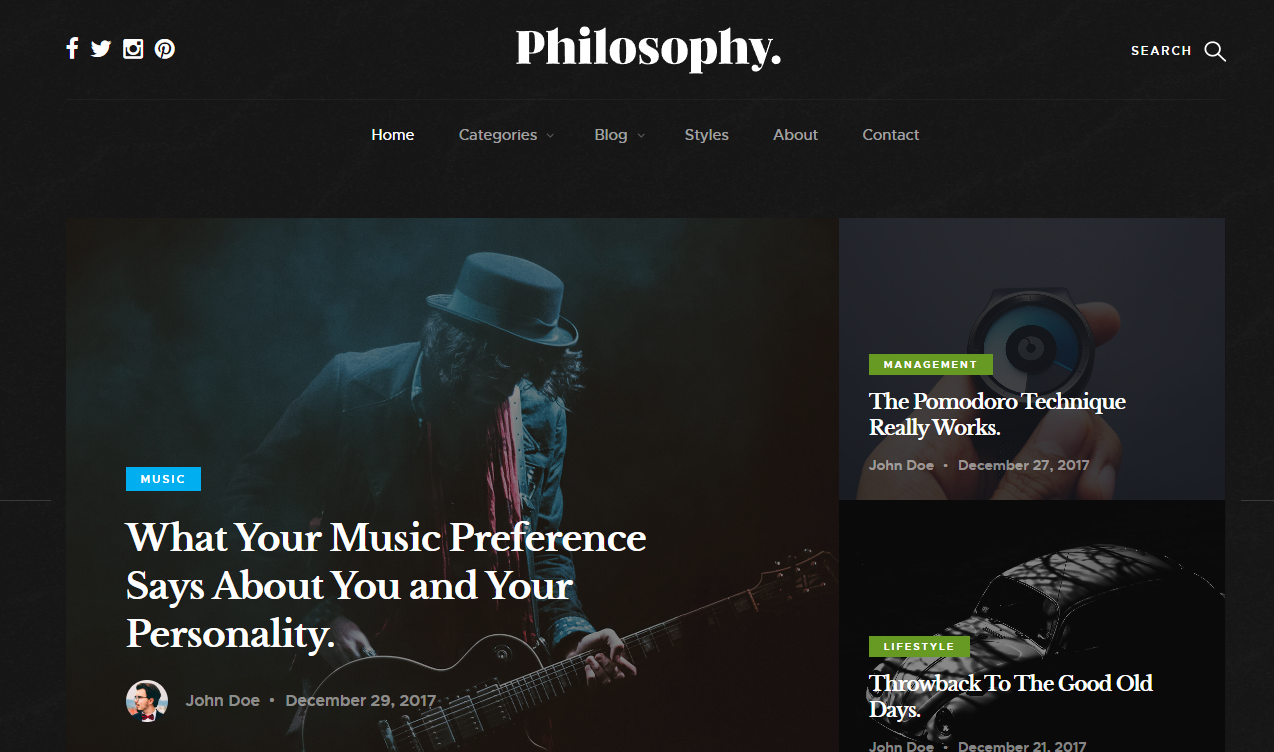 Philosophy.
SEARCH
Home Categories Blog Styles About Contact
MUSIC
What Your Music Preference
Says About You and Your
Personality.
John Doe • December 29, 2017
MANAGEMENT
The Pomodoro Technique
Really Works.
John Doe • December 27, 2017
LIFESTYLE
Throwback To The Good Old
Days.
John Doe • December 21, 2017